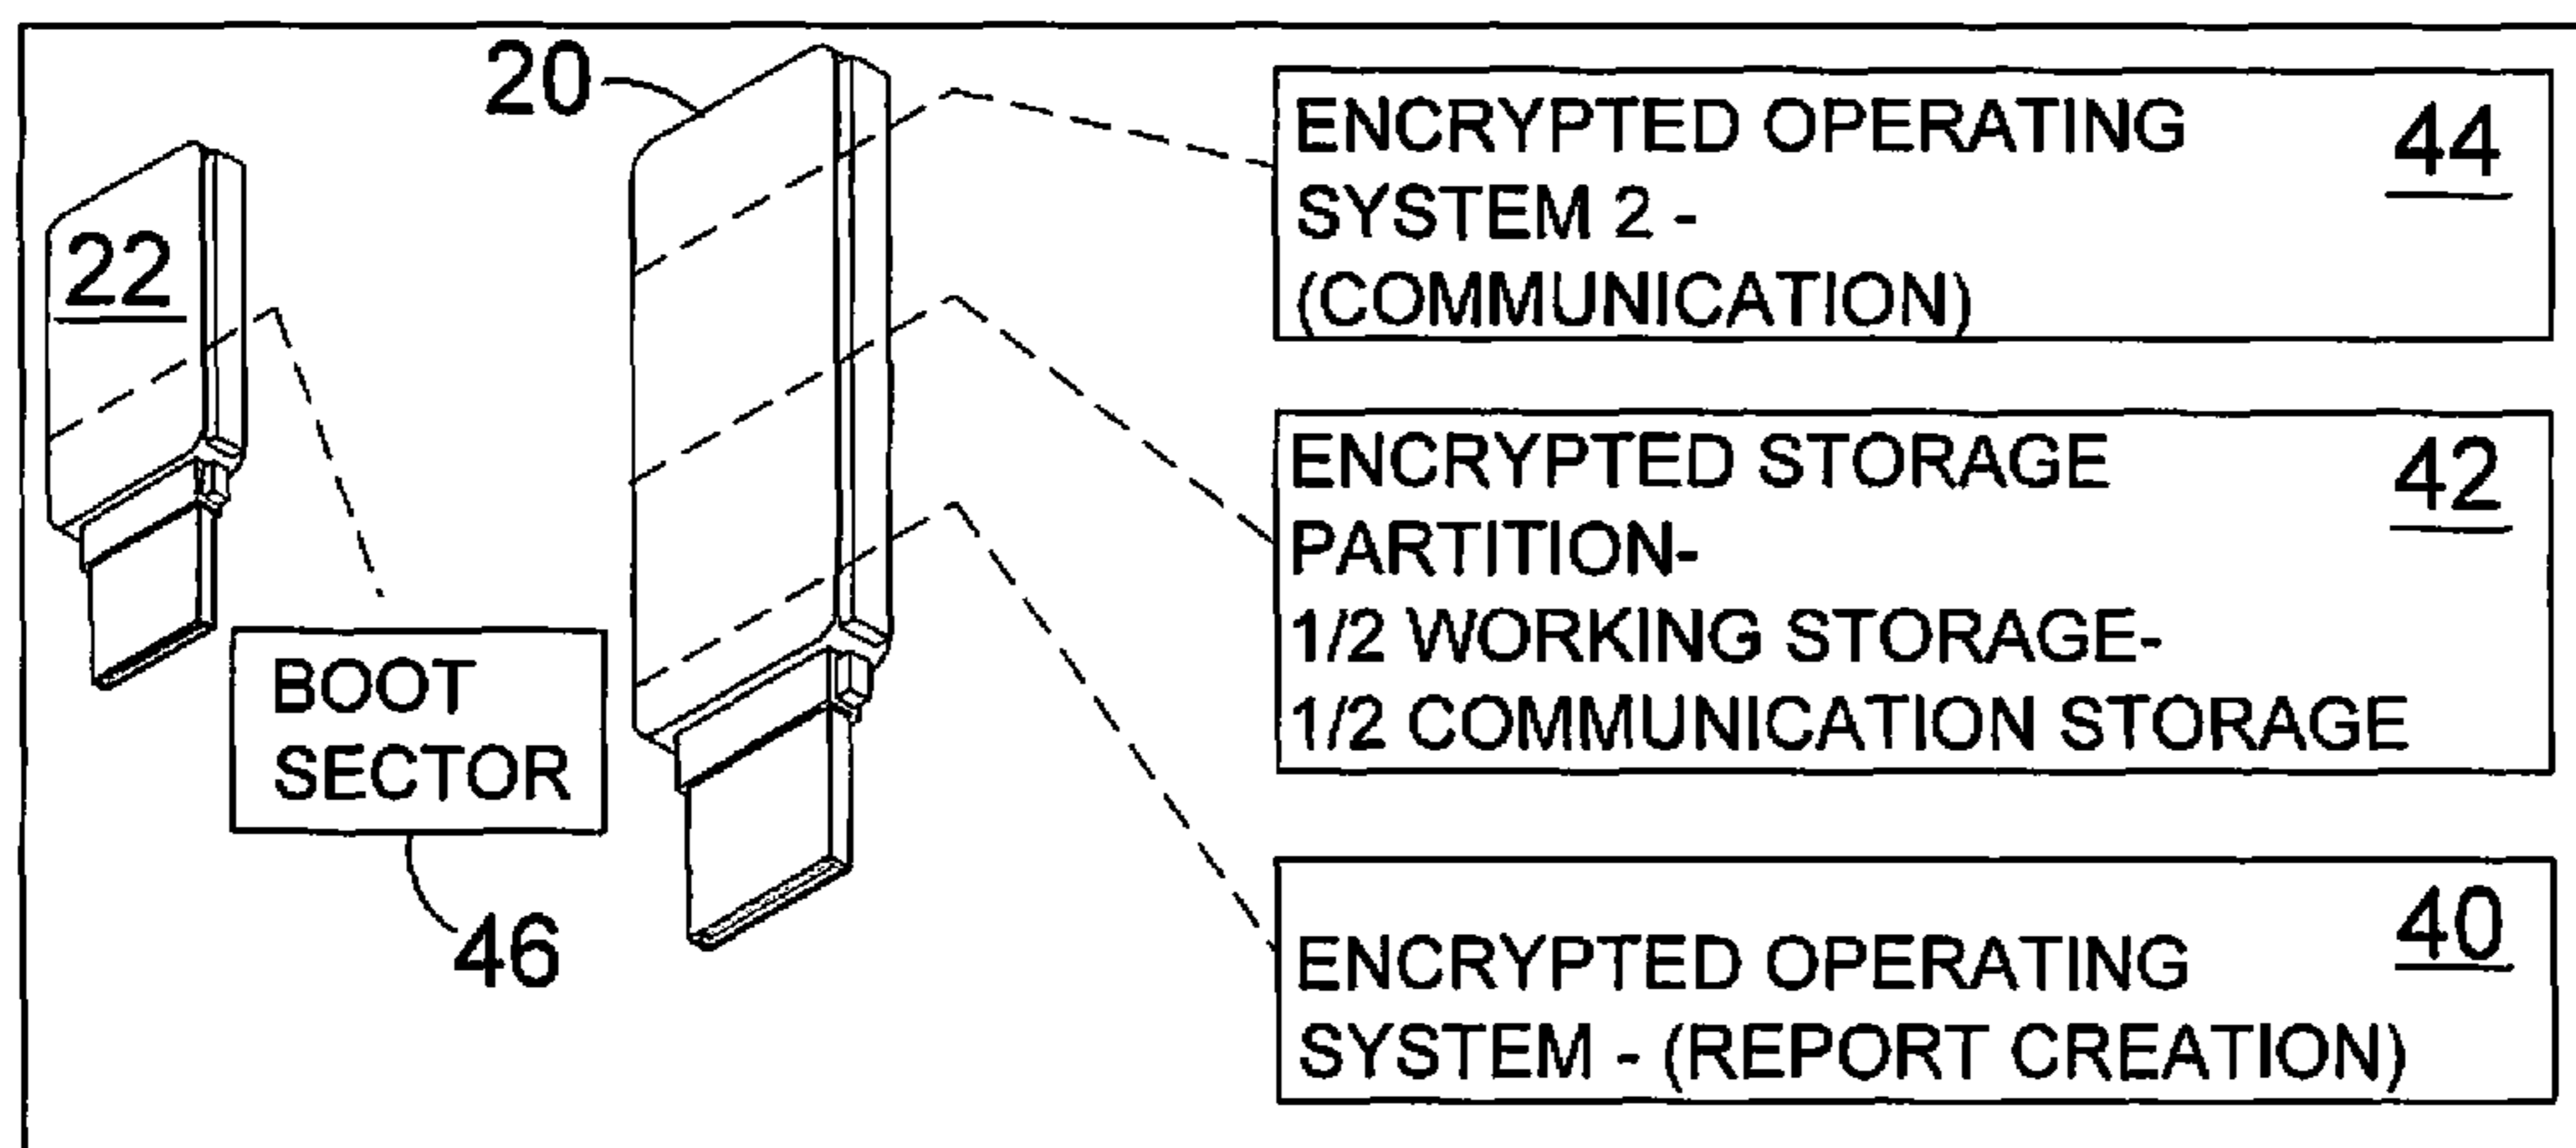 20
22
BOOT
SECTOR
46
ENCRYPTED OPERATING
SYSTEM 2 -
(COMMUNICATION)
44
ENCRYPTED STORAGE
PARTITION-
1/2 WORKING STORAGE-
1/2 COMMUNICATION STORAGE
42
ENCRYPTED OPERATING
SYSTEM - (REPORT CREATION)
40